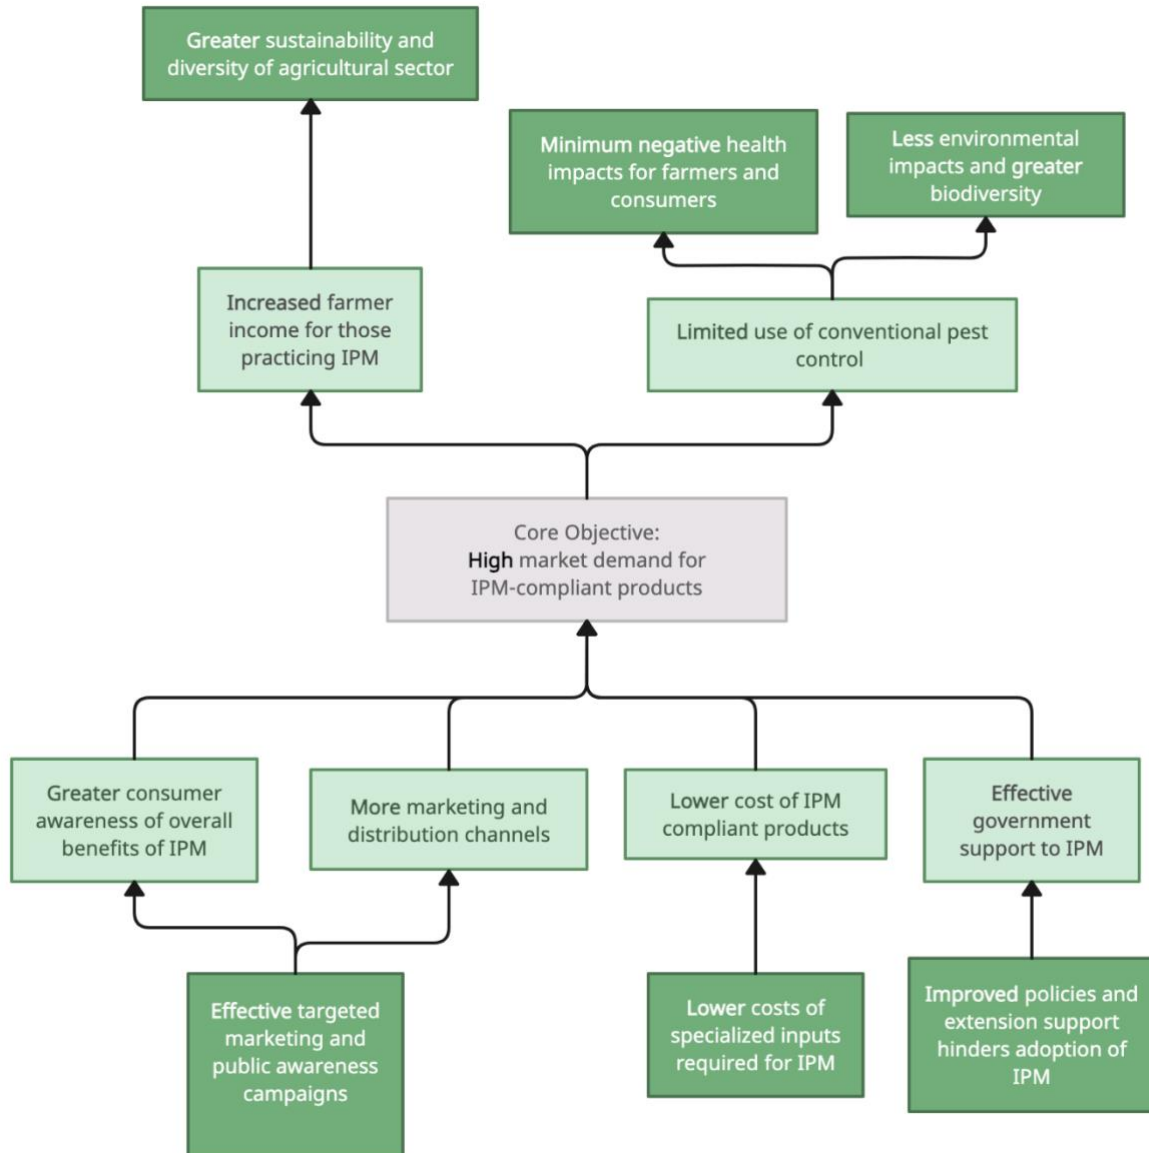 Greater sustainability and
diversity of agricultural sector
Minimum negative health
impacts for farmers and
consumers
Less environmental
impacts and greater
biodiversity
Increased farmer
income for those
practicing IPM
Limited use of conventional pest
control
Core Objective:
High market demand for
IPM-compliant products
Greater consumer
awareness of overall
benefits of IPM
More marketing and
distribution channels
Lower cost of IPM
compliant products
Effective
government
support to IPM
Effective targeted
marketing and
public awareness
campaigns
Lower costs of
specialized inputs
required for IPM
Improved policies and
extension support
hinders adoption of
IPM